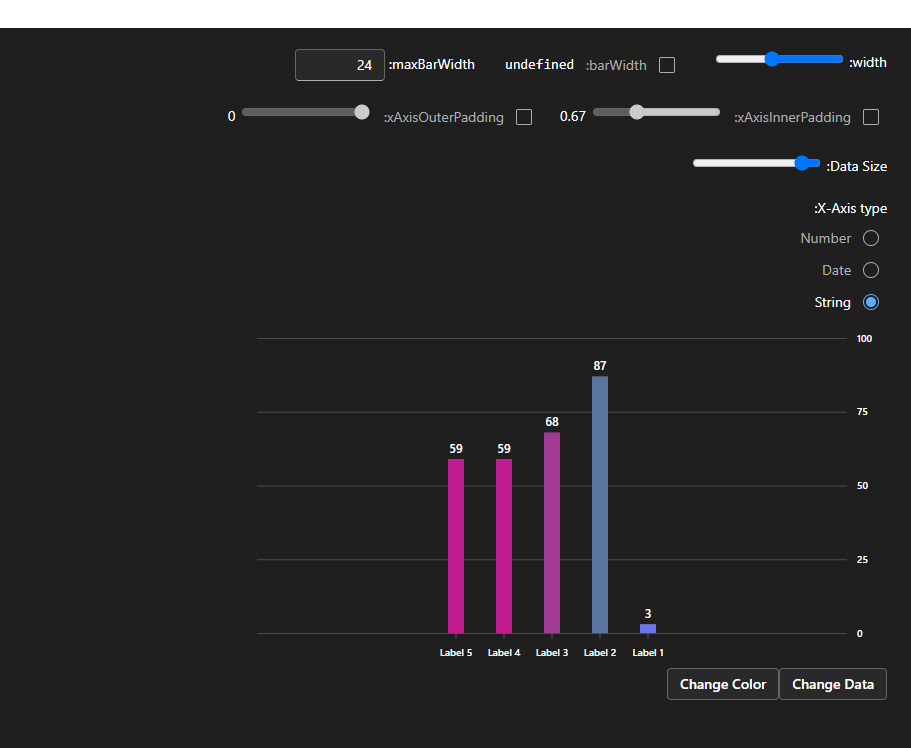 width:
barWidth: undefined
maxBarWidth: 24
xAxisInnerPadding: 0.67
xAxisOuterPadding: 0
Data Size:
X-Axis type:
Number
Date
String
100
75
50
25
0
59
59
68
87
3
Label 5
Label 4
Label 3
Label 2
Label 1
Change Color
Change Data